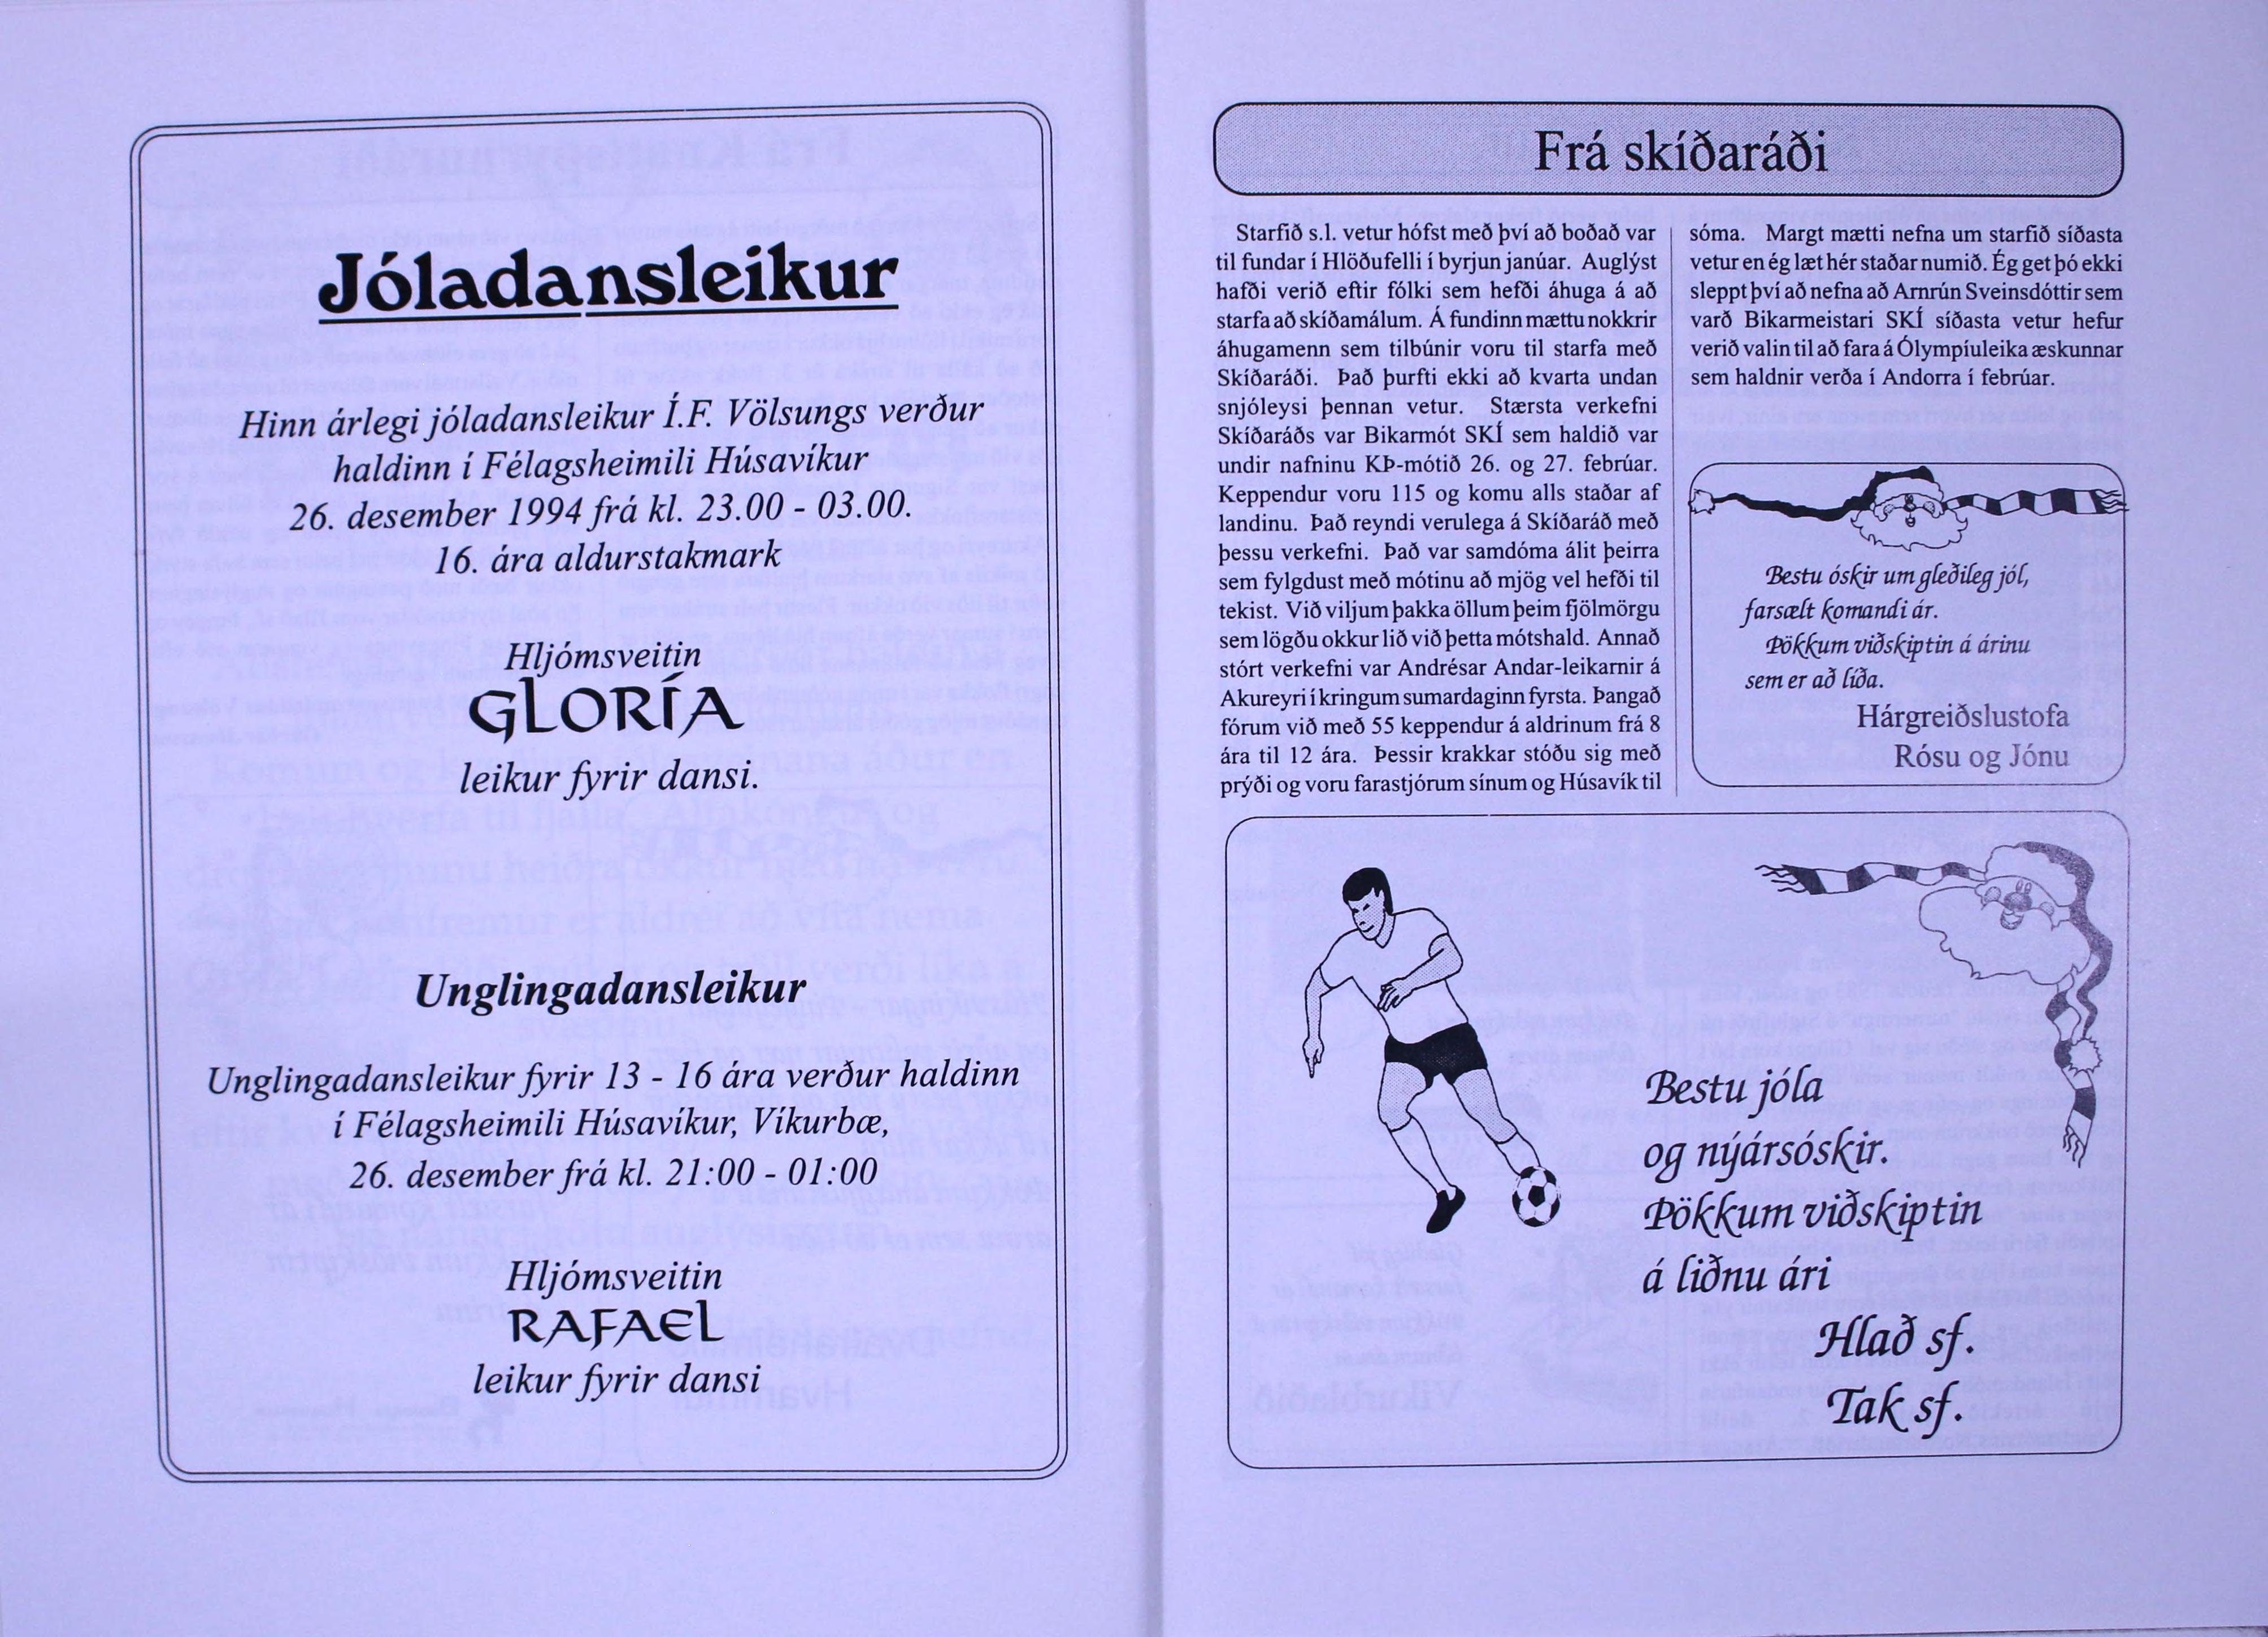 Jóladansleikur
Hinn árlegi jóladansleikur Í.F. Völsungs verður
haldinn í Félagsheimili Húsavíkur
26. desember 1994 frá kl. 23.00 - 03.00.
16. ára aldurstakmark
Hljómsveitin
GLORÍA
leikur fyrir dansi.
Unglingadansleikur
Unglingadansleikur fyrir 13 - 16 ára verður haldinn
í Félagsheimili Húsavíkur, Víkurbæ,
26. desember frá kl. 21:00 - 01:00
Hljómsveitin
RAFAEL
leikur fyrir dansi
Frá skíðaráði
Starfið s.l. vetur hófst með því að boðað var
til fundar í Hlöðufelli í byrjun janúar. Auglýst
hafði verið eftir fólki sem hefði áhuga á að
starfa að skíðamálum. Á fundinn mættu nokkrir
áhugamenn sem tilbúnir voru til starfa með
Skíðaráði. Það þurfti ekki að kvarta undan
snjóleysi þennan vetur. Stærsta verkefni
Skíðaráðs var Bikarmót SKÍ sem haldið var
undir nafninu KÞ-mótið 26. og 27. febrúar.
Keppendur voru 115 og komu alls staðar af
landinu. Það reyndi verulega á Skíðaráð með
þessu verkefni. Það var samdóma álit þeirra
sem fylgdust með mótinu að mjög vel hefði til
tekist. Við viljum þakka öllum þeim fjölmörgu
sem lögðu okkur lið við þetta mótshald. Annað
stórt verkefni var Andrésar Andar-leikarnir á
Akureyri í kringum sumardaginn fyrsta. Þangað
fórum við með 55 keppendur á aldrinum frá 8
ára til 12 ára. Þessir krakkar stóðu sig með
prýði og voru farastjórum sínum og Húsavík til
sóma. Margt mætti nefna um starfið síðasta
vetur en ég læt hér staðar numið. Ég get þó ekki
sleppt því að nefna að Arnrún Sveinsdóttir sem
varð Bikarmeistari SKÍ síðasta vetur hefur
verið valin til að fara á Ólympíuleika æskunnar
sem haldnir verða í Andorra í febrúar.
Bestu óskir um gleðileg jól,
farsælt komandi ár.
Þökkum viðskiptin á árinu
sem er að líða.
Hárgreiðslustofa
Rósu og Jónu
Bestu jóla
og nýársóskir.
Þökkum viðskiptin
á liðnu ári
Hlað sf.
Tak sf.